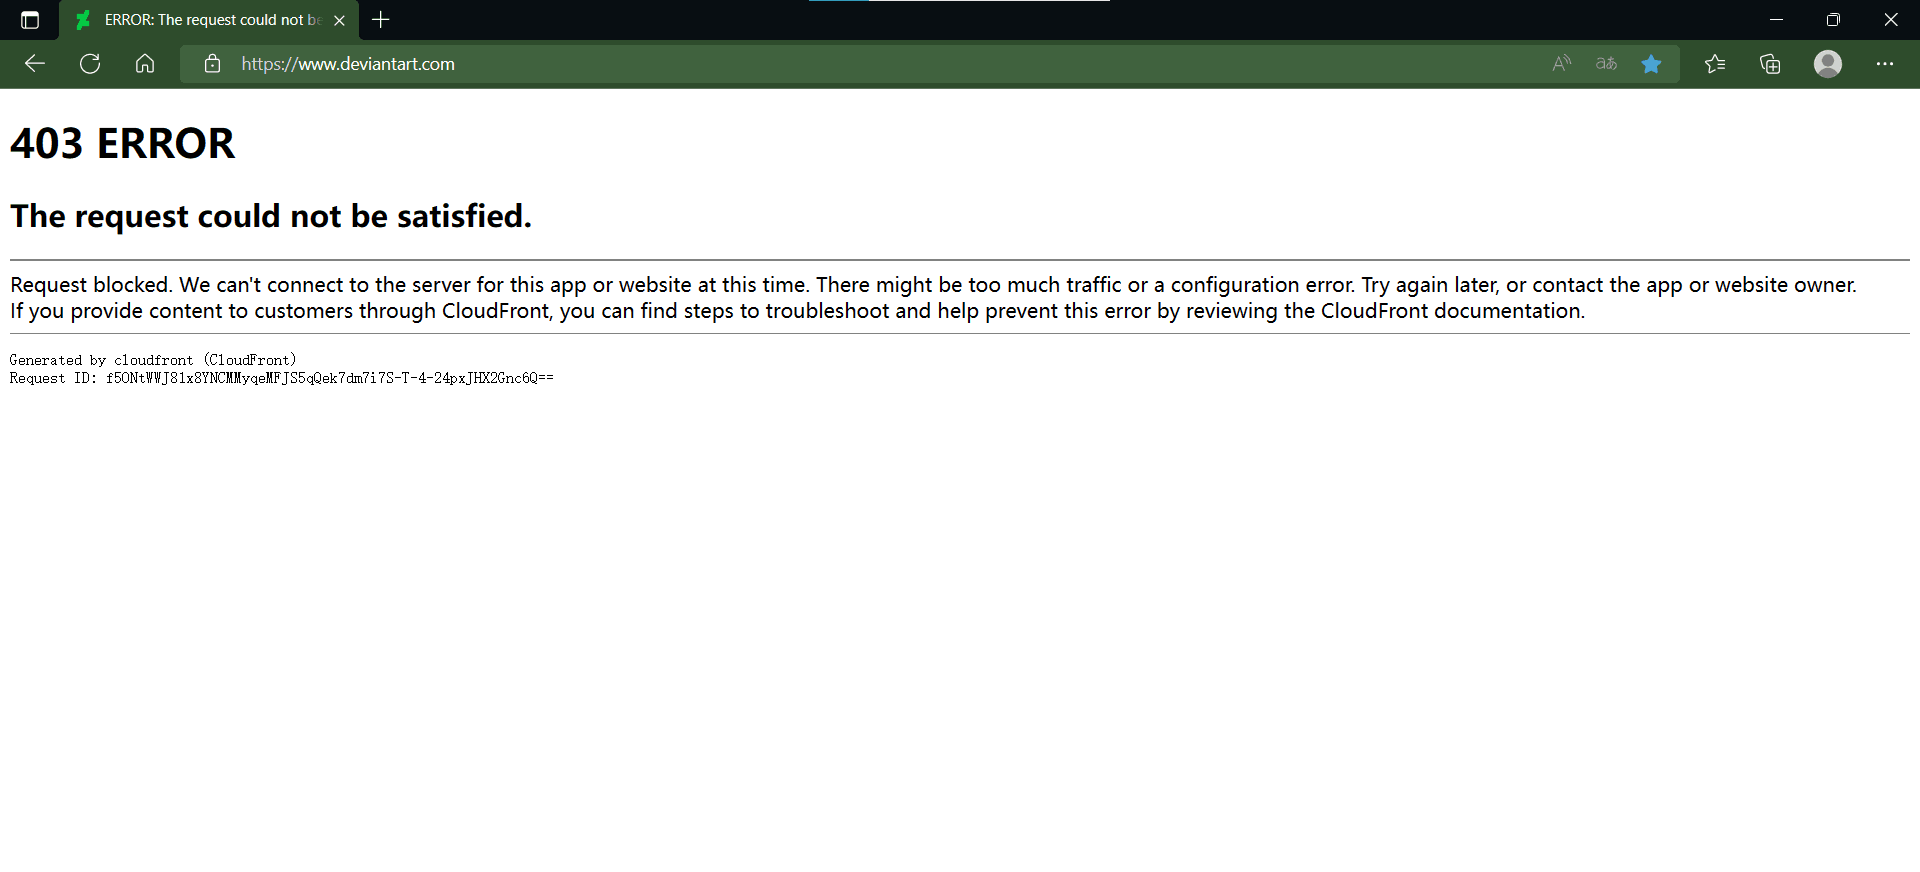 ERROR: The request could not be
https://www.deviantart.com
403 ERROR
The request could not be satisfied.
Request blocked. We can't connect to the server for this app or website at this time. There might be too much traffic or a configuration error. Try again later, or contact the app or website owner.
If you provide content to customers through CloudFront, you can find steps to troubleshoot and help prevent this error by reviewing the CloudFront documentation.
Generated by cloudfront (CloudFront)
Request ID: f5ONtWWJ81x8YNCMMyqeMFJS5qQek7dm7i7S-T-4-24pxJHX2Gnc6Q==